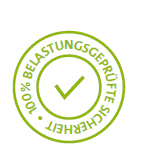 100% BELASTUNGSGEPRÜFTE SICHERHEIT •